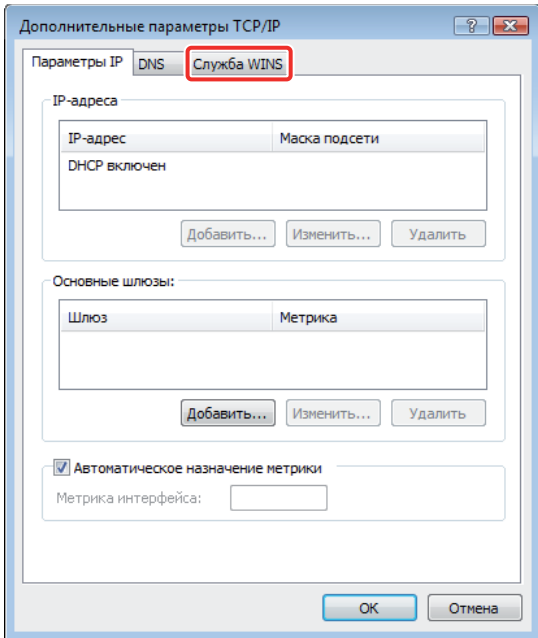 Дополнительные параметры TCP/IP
Параметры IP DNS Служба WINS
IP-адреса
IP-адрес Маска подсети
DHCP включен
Добавить... Изменить... Удалить
Основные шлюзы:
Шлюз Метрика
Добавить... Изменить... Удалить
Автоматическое назначение метрики
Метрика интерфейса:
OK Отмена